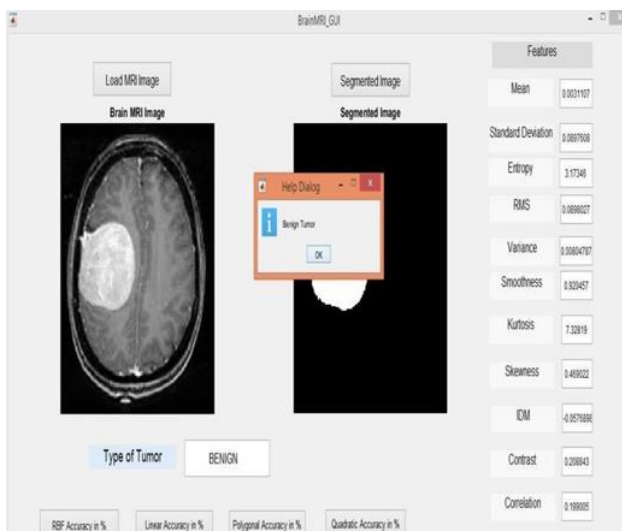 BrainMRI_GUI
Load MRI Image
Segmented Image
Brain MRI Image
Segmented Image
Help Dialog
Benign Tumor
OK
Type of Tumor
BENIGN
RBF Accuracy in %
Linear Accuracy in %
Polygonal Accuracy in %
Quadratic Accuracy in %
Features
Mean
0.0031107
Standard Deviation
0.0897608
Entropy
3.17346
RMS
0.0898027
Variance
0.00804787
Smoothness
0.920457
Kurtosis
7.32819
Skewness
0.469022
IDM
Contrast
0.208843
Correlation
0.199005